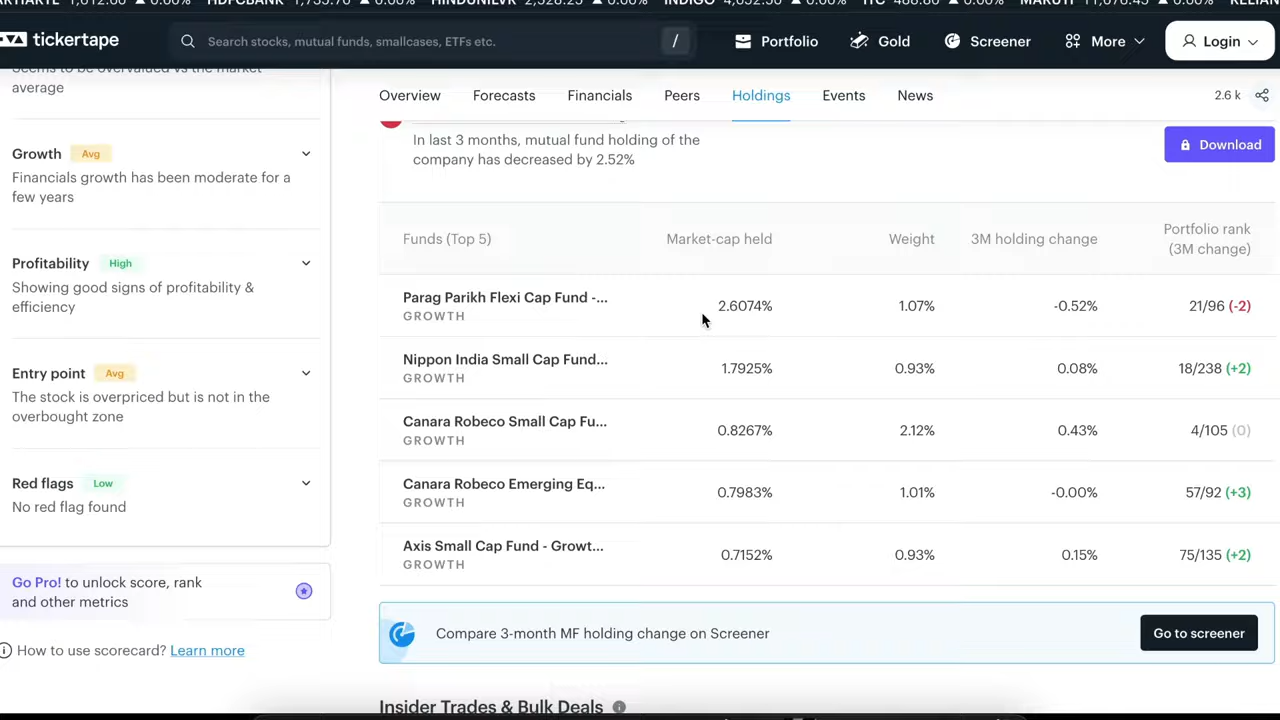 tickertape
Search stocks, mutual funds, smallcases, ETFs etc.
/
Portfolio
Gold
Screener
More
Login
average
Growth Avg
Financials growth has been moderate for a
few years
Profitability High
Showing good signs of profitability &
efficiency
Entry point Avg
The stock is overpriced but is not in the
overbought zone
Red flags Low
No red flag found
Go Pro! to unlock score, rank
and other metrics
How to use scorecard? Learn more
Overview Forecasts Financials Peers Holdings Events News
2.6 k
In last 3 months, mutual fund holding of the
company has decreased by 2.52%
Download
Funds (Top 5) Market-cap held Weight 3M holding change Portfolio rank
(3M change)
Parag Parikh Flexi Cap Fund -... 2.6074% 1.07% -0.52% 21/96 (-2)
GROWTH
Nippon India Small Cap Fund... 1.7925% 0.93% 0.08% 18/238 (+2)
GROWTH
Canara Robeco Small Cap Fu... 0.8267% 2.12% 0.43% 4/105 (0)
GROWTH
Canara Robeco Emerging Eq... 0.7983% 1.01% -0.00% 57/92 (+3)
GROWTH
Axis Small Cap Fund - Growt... 0.7152% 0.93% 0.15% 75/135 (+2)
GROWTH
Compare 3-month MF holding change on Screener
Go to screener
Insider Trades & Bulk Deals